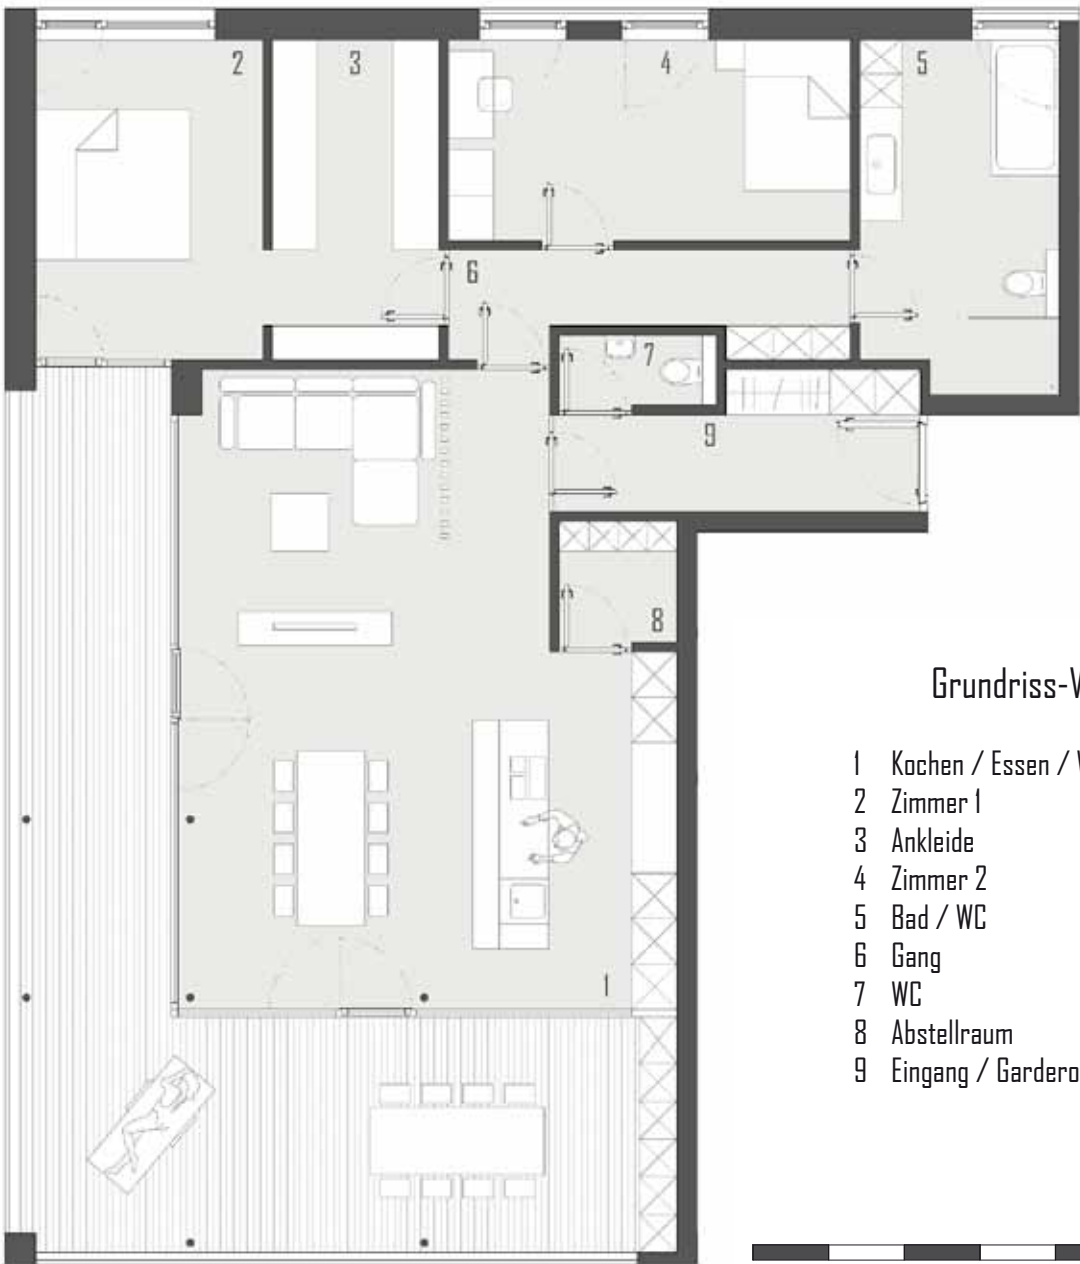 2
3
4
5
6
7
9
8
1
Grundriss-V
1 Kochen / Essen / V
2 Zimmer 1
3 Ankleide
4 Zimmer 2
5 Bad / WC
6 Gang
7 WC
8 Abstellraum
9 Eingang / Gardero